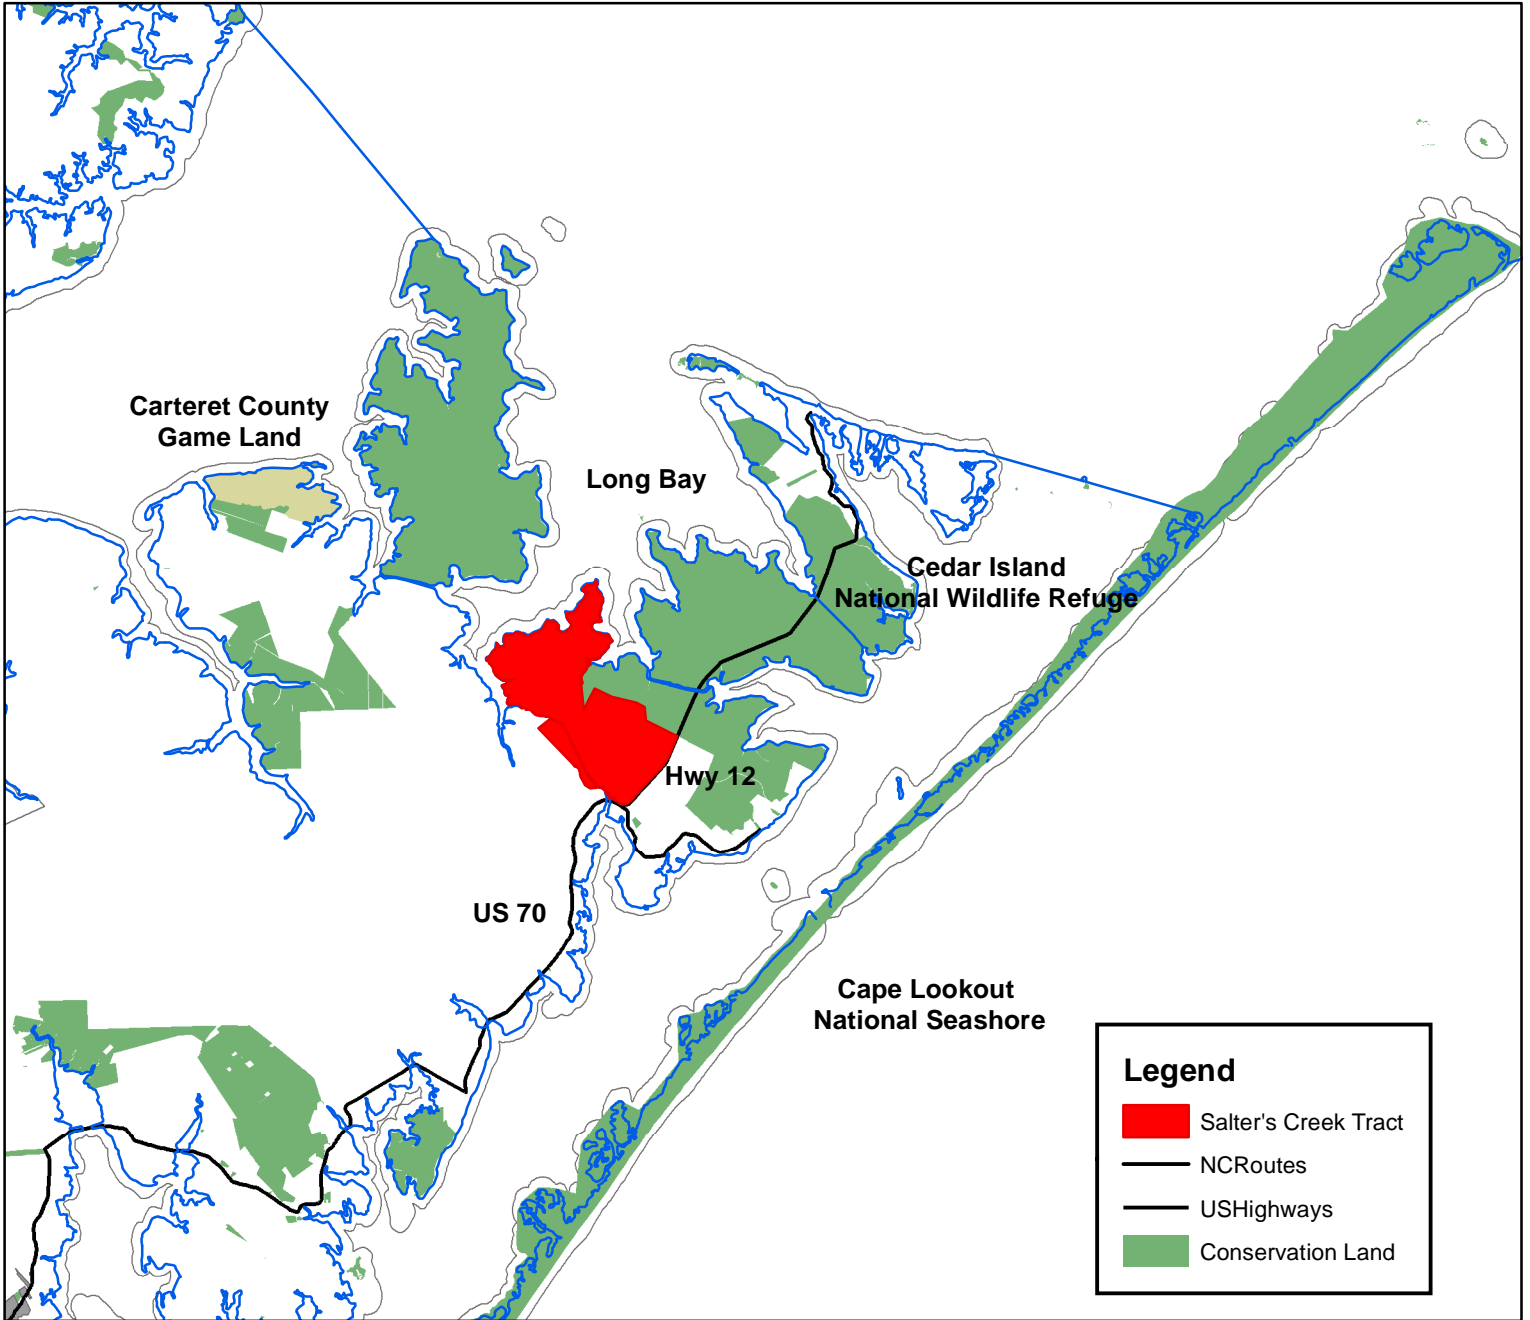 Carteret County
Game Land
Long Bay
Cedar Island
National Wildlife Refuge
Hwy 12
US 70
Cape Lookout
National Seashore
Legend
Salter's Creek Tract
NCRoutes
USHighways
Conservation Land